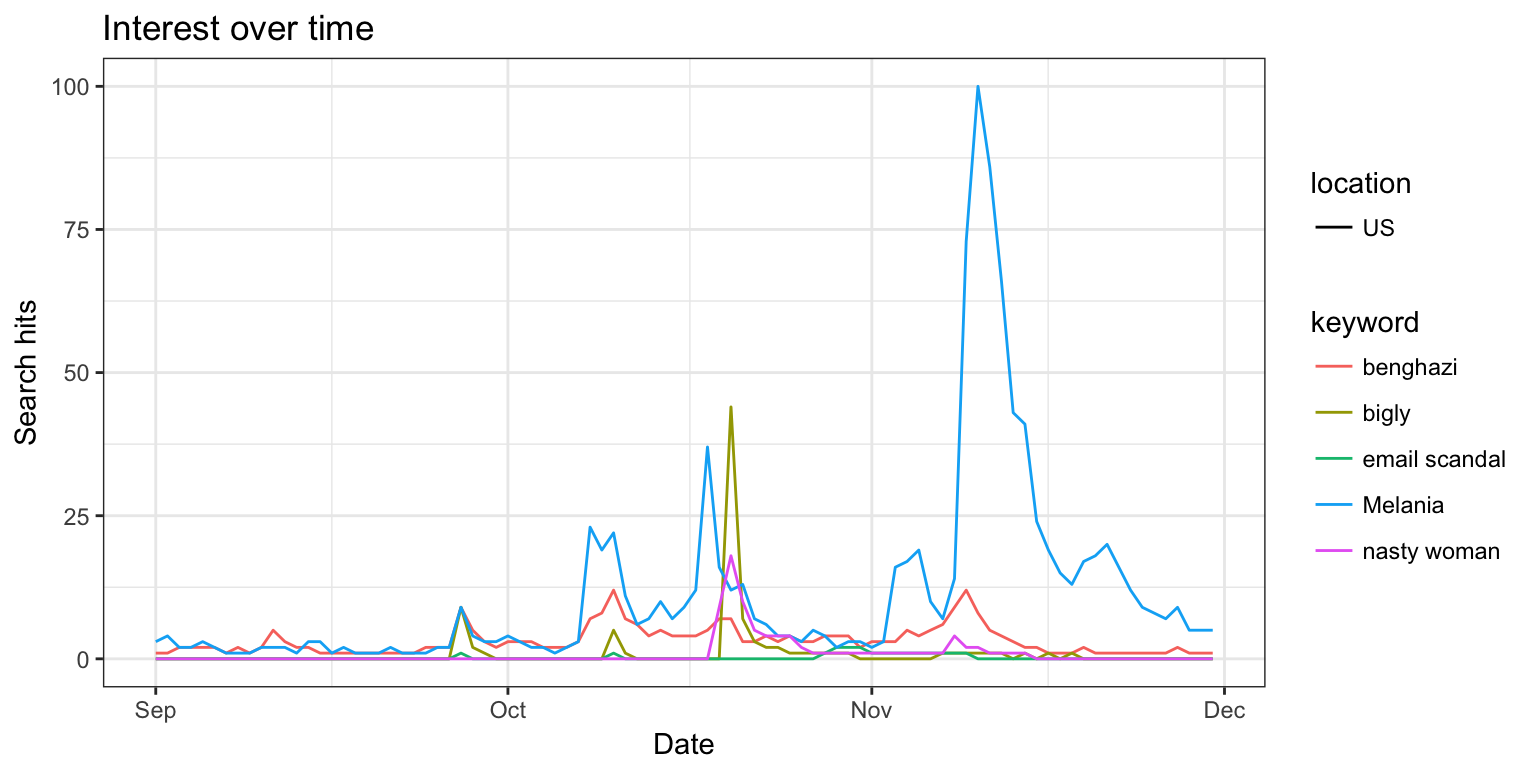 Interest over time
100
75
50
25
0
Search hits
Sep
Oct
Nov
Dec
Date
location
US
keyword
benghazi
bigly
email scandal
Melania
nasty woman